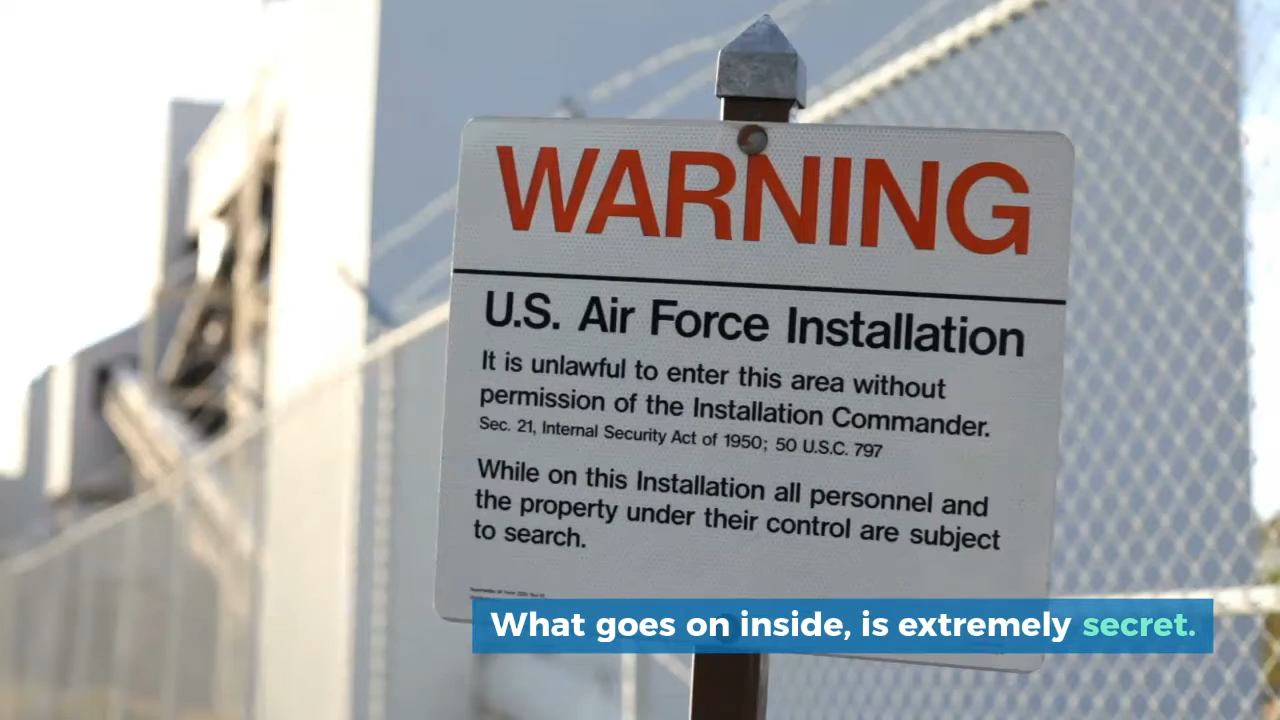 WARNING
U.S. Air Force Installation
It is unlawful to enter this area without
permission of the Installation Commander.
Sec. 21, Internal Security Act of 1950; 50 U.S.C. 797
While on this Installation all personnel and
the property under their control are subject
to search.
What goes on inside, is extremely secret.